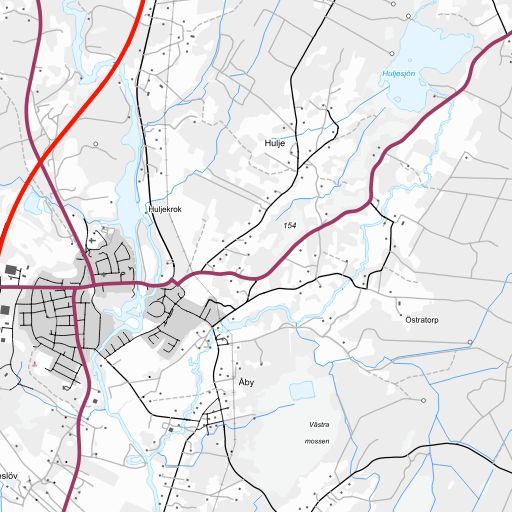 Huljesjön
Hulje
Huljekrok
154
Östratorp
Åby
Västra
mossen
eslöv